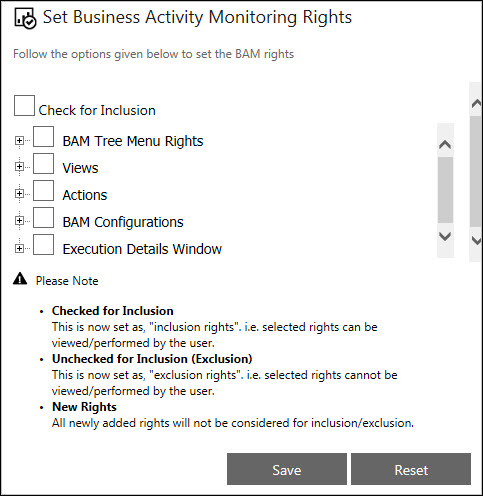 Set Business Activity Monitoring Rights
Follow the options given below to set the BAM rights
Check for Inclusion
BAM Tree Menu Rights
Views
Actions
BAM Configurations
Execution Details Window
Please Note
• Checked for Inclusion
This is now set as, "inclusion rights". i.e. selected rights can be
viewed/performed by the user.
• Unchecked for Inclusion (Exclusion)
This is now set as, "exclusion rights". i.e. selected rights cannot be
viewed/performed by the user.
• New Rights
All newly added rights will not be considered for inclusion/exclusion.
Save Reset